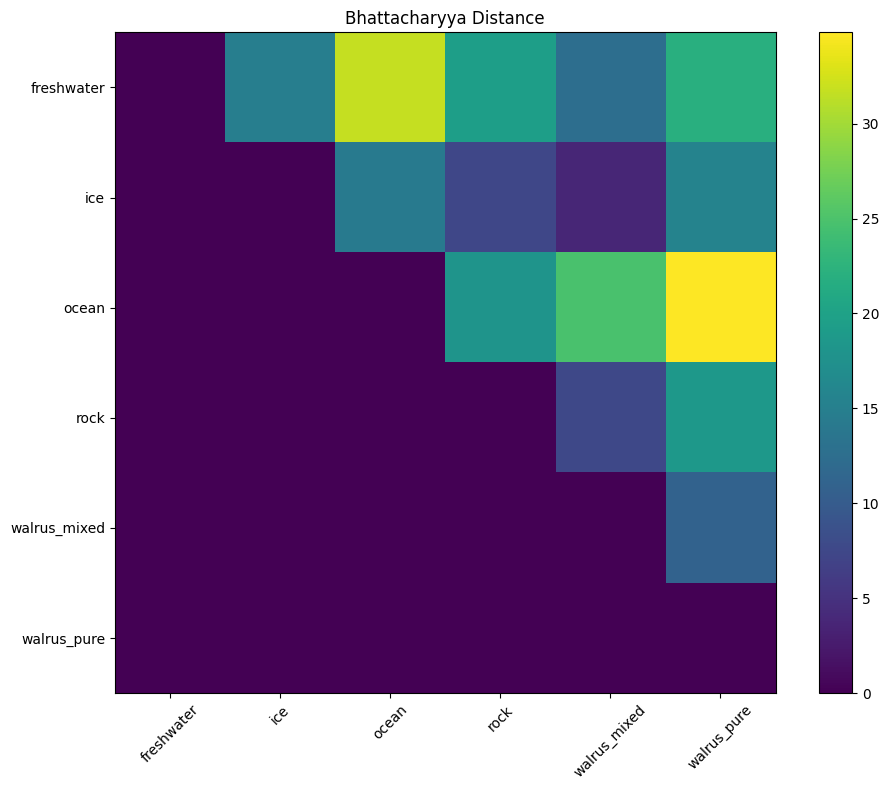 Bhattacharyya Distance
freshwater
ice
ocean
rock
walrus_mixed
walrus_pure
freshwater
ice
ocean
rock
walrus_mixed
walrus_pure
30
25
20
15
10
5
0